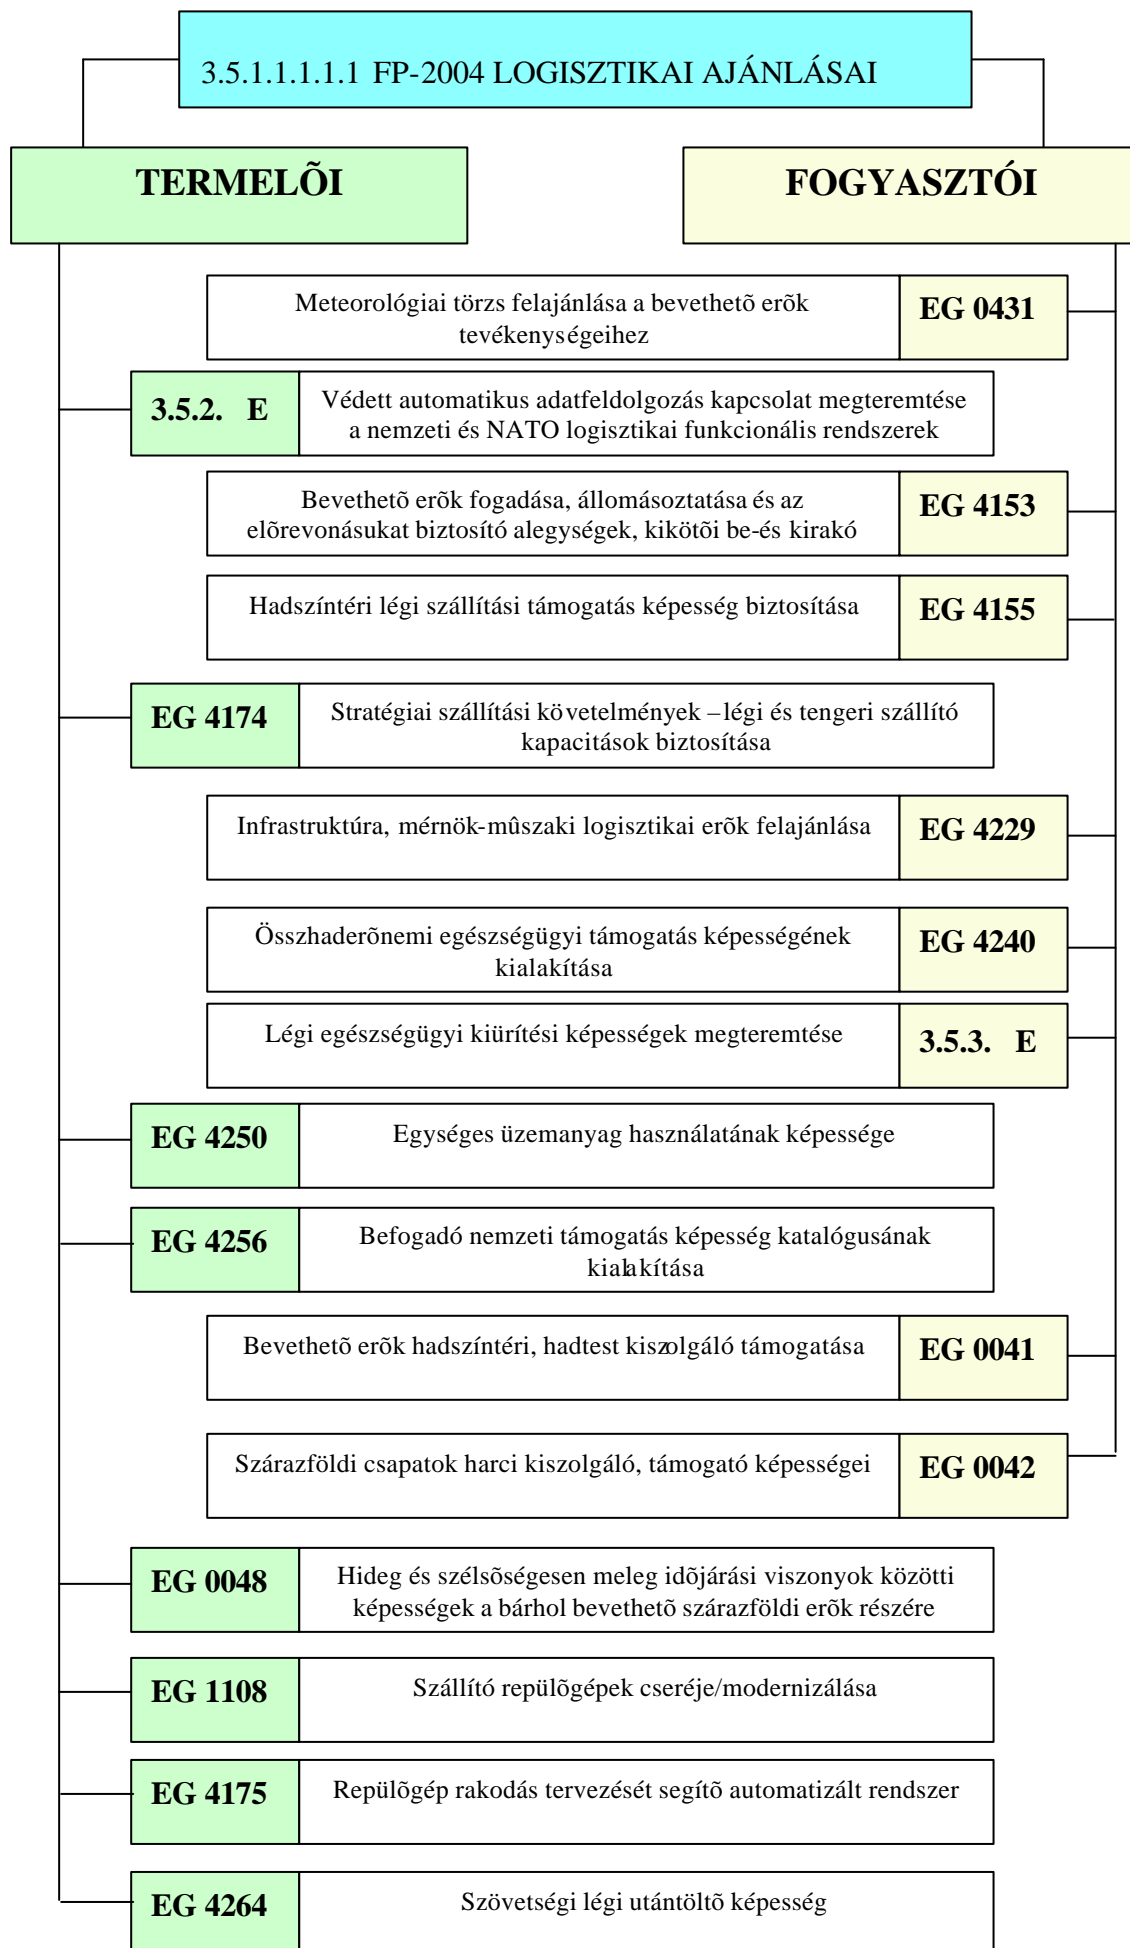 3.5.1.1.1.1.1 FP-2004 LOGISZTIKAI AJÁNLÁSAI
TERMELÕI
FOGYASZTÓI
Meteorológiai törzs felajánlása a bevethetõ erõk
tevékenységeihez
EG 0431
3.5.2. E
Védett automatikus adatfeldolgozás kapcsolat megteremtése
a nemzeti és NATO logisztikai funkcionális rendszerek
Bevethetõ erõk fogadása, állomásoztatása és az
elõrevonásukat biztosító alegységek, kikötõi be-és kirakó
EG 4153
Hadszíntéri légi szállítási támogatás képesség biztosítása
EG 4155
EG 4174
Stratégiai szállítási követelmények –légi és tengeri szállító
kapacitások biztosítása
Infrastruktúra, mérnök-mûszaki logisztikai erõk felajánlása
EG 4229
Összhaderõnemi egészségügyi támogatás képességének
kialakítása
EG 4240
Légi egészségügyi kiürítési képességek megteremtése
3.5.3. E
EG 4250
Egységes üzemanyag használatának képessége
EG 4256
Befogadó nemzeti támogatás képesség katalógusának
kialakítása
Bevethetõ erõk hadszíntéri, hadtest kiszolgáló támogatása
EG 0041
Szárazföldi csapatok harci kiszolgáló, támogató képességei
EG 0042
EG 0048
Hideg és szélsõségesen meleg idõjárási viszonyok közötti
képességek a bárhol bevethetõ szárazföldi erõk részére
EG 1108
Szállító repülõgépek cseréje/modernizálása
EG 4175
Repülõgép rakodás tervezését segítõ automatizált rendszer
EG 4264
Szövetségi légi utántöltõ képesség